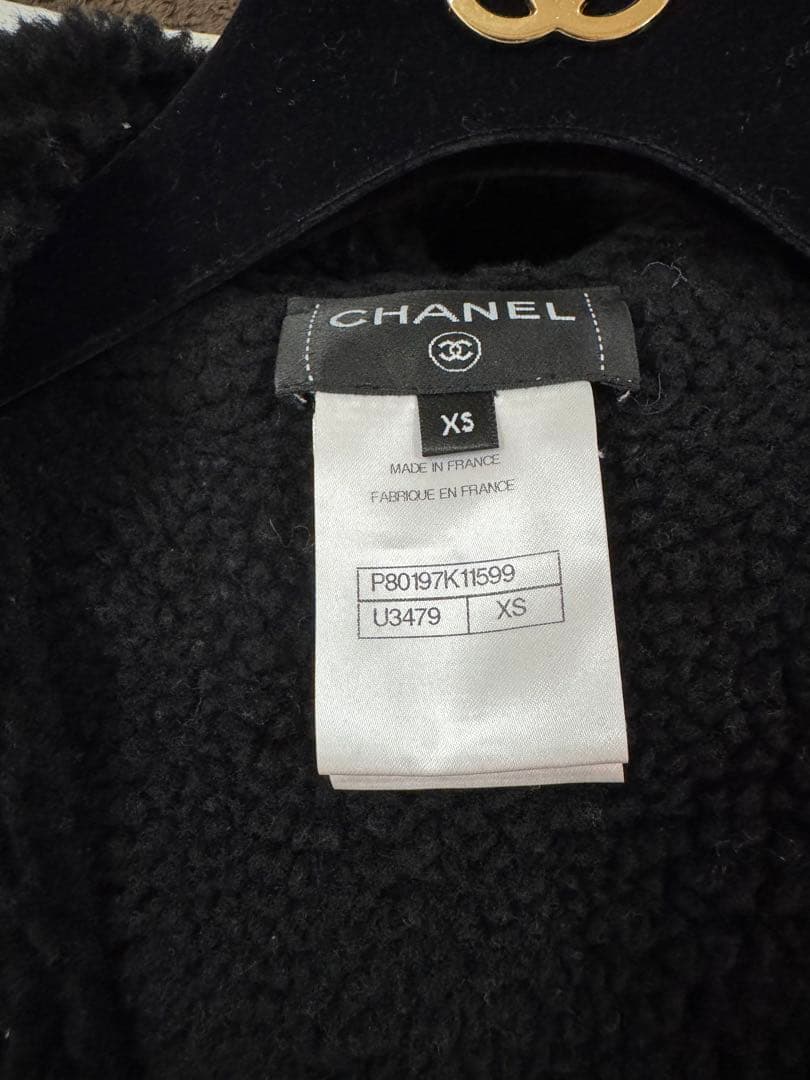 CHANEL
XS
MADE IN FRANCE
FABRIQUE EN FRANCE
P80197K11599
U3479 XS